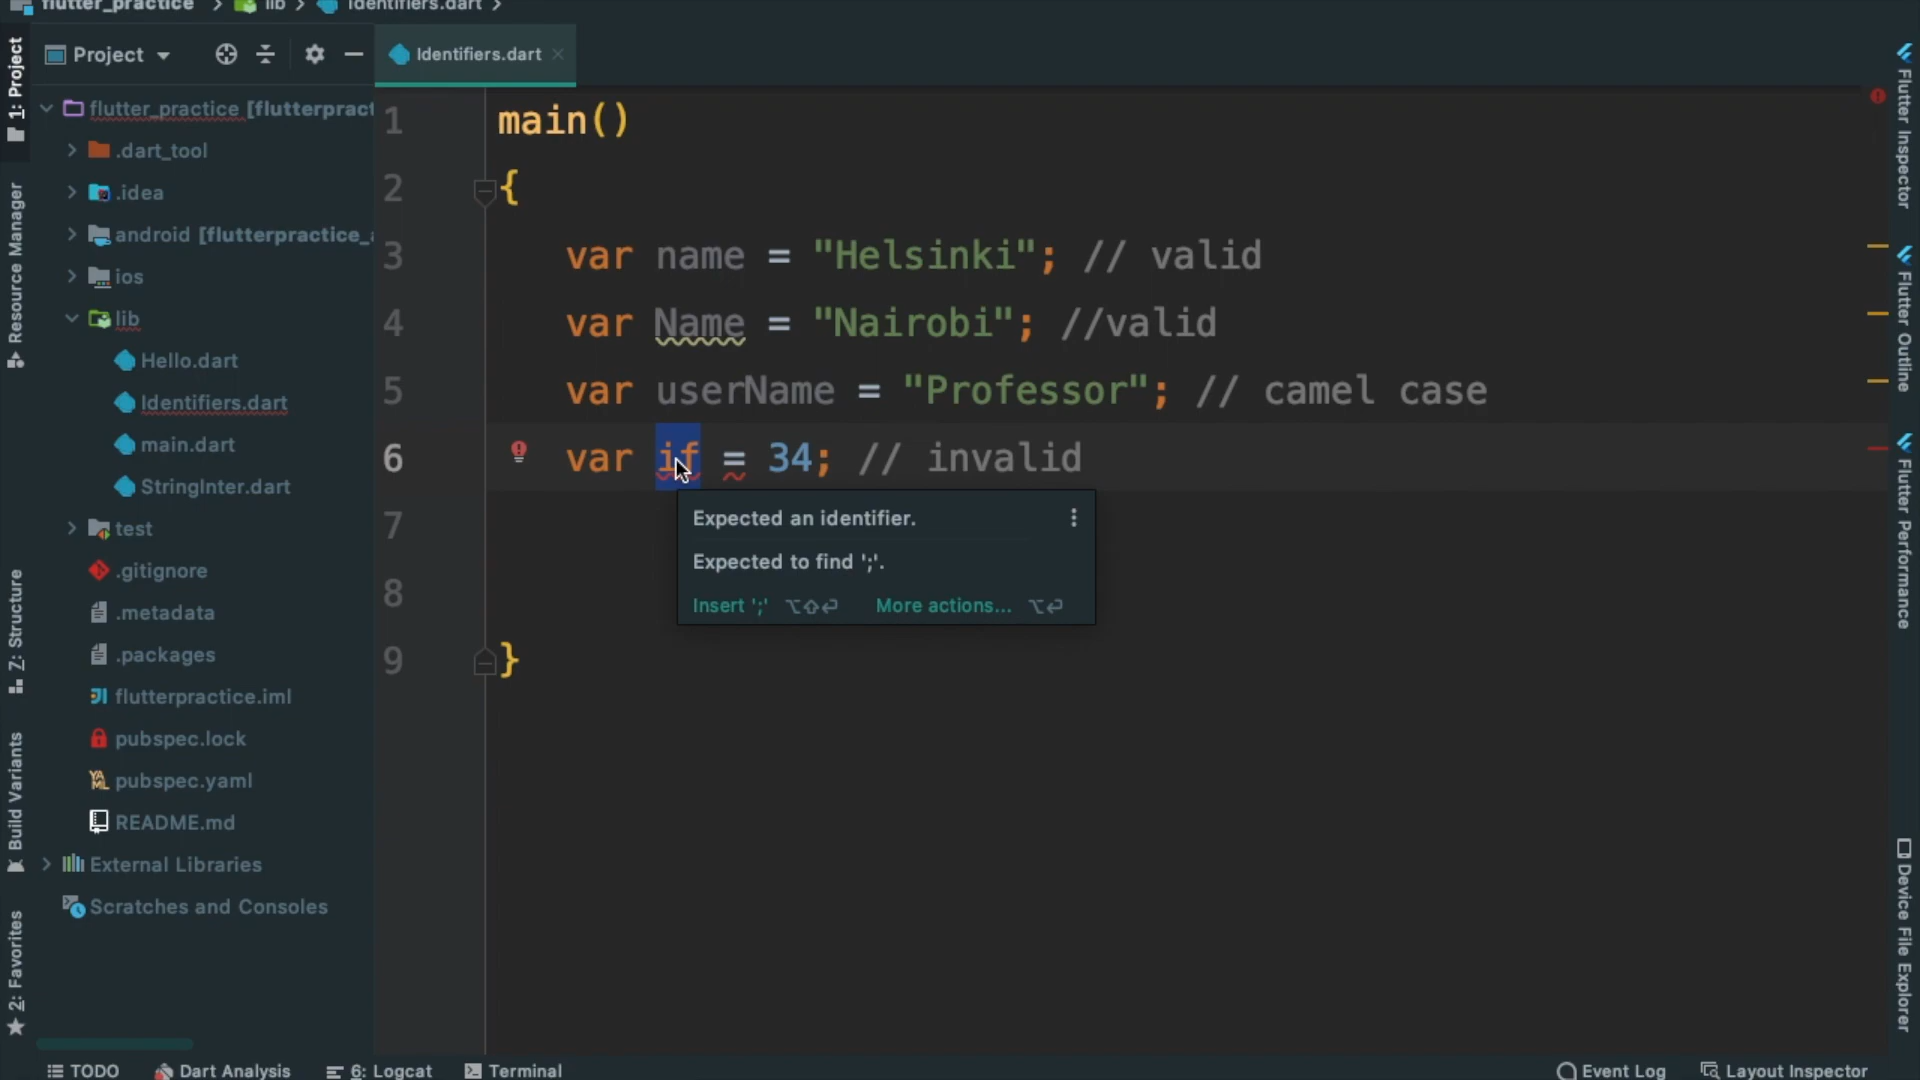 flutter_practice > lib > Identifiers.dart >
Project
Identifiers.dart
1: Project
Resource Manager
Z: Structure
Build Variants
2: Favorites
flutter_practice [flutterpract
.dart_tool
.idea
android [flutterpractice_
ios
lib
Hello.dart
Identifiers.dart
main.dart
StringInter.dart
test
.gitignore
.metadata
.packages
flutterpractice.iml
pubspec.lock
pubspec.yaml
README.md
External Libraries
Scratches and Consoles
1 main()
2 {
3 var name = "Helsinki"; // valid
4 var Name = "Nairobi"; //valid
5 var userName = "Professor"; // camel case
6 var if = 34; // invalid
7
8
9 }
Expected an identifier.
Expected to find ';'.
Insert ';' ⌥⇧⏎ More actions... ⌥⏎
Flutter Inspector
Flutter Outline
Flutter Performance
Device File Explorer
TODO Dart Analysis 6: Logcat Terminal Event Log Layout Inspector